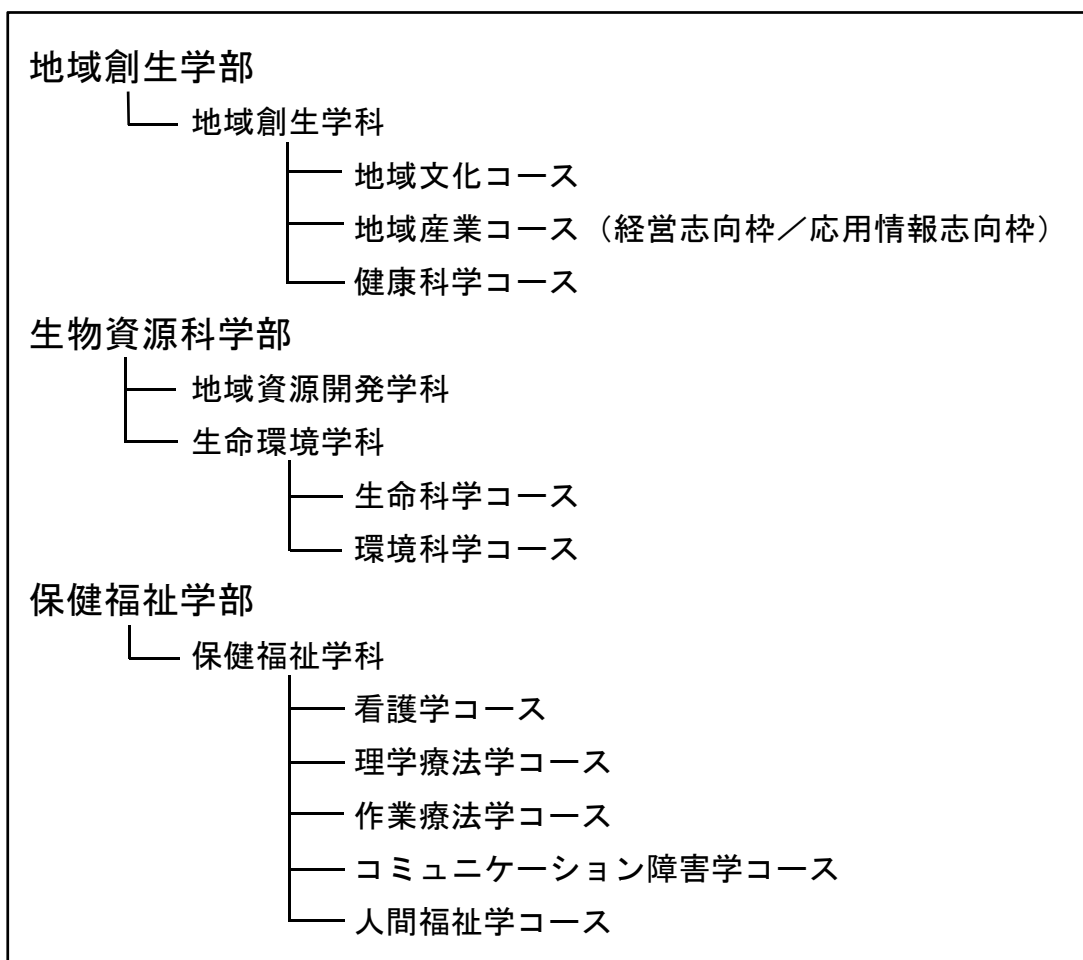 地域創生学部
地域創生学科
地域文化コース
地域産業コース（経営志向枠／応用情報志向枠）
健康科学コース
生物資源科学部
地域資源開発学科
生命環境学科
生命科学コース
環境科学コース
保健福祉学部
保健福祉学科
看護学コース
理学療法学コース
作業療法学コース
コミュニケーション障害学コース
人間福祉学コース